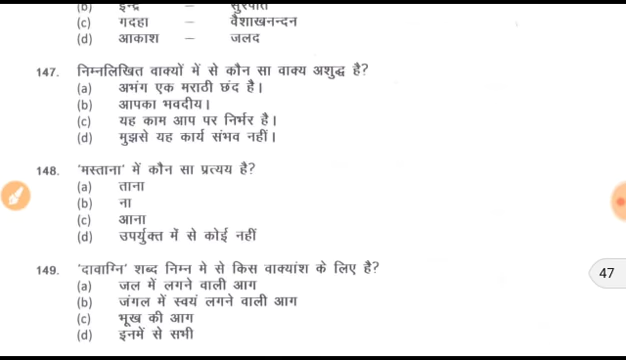 (b) इन्द्र – सुरपति
(c) गदहा – वैशाखनन्दन
(d) आकाश – जलद
147. निम्नलिखित वाक्यों में से कौन सा वाक्य अशुद्ध है?
(a) अभंग एक मराठी छंद है।
(b) आपका भवदीय।
(c) यह काम आप पर निर्भर है।
(d) मुझसे यह कार्य संभव नहीं।
148. 'मस्ताना' में कौन सा प्रत्यय है?
(a) ताना
(b) ना
(c) आना
(d) उपर्युक्त में से कोई नहीं
149. 'दावाग्नि' शब्द निम्न मे से किस वाक्यांश के लिए है?
(a) जल में लगने वाली आग
(b) जंगल में स्वयं लगने वाली आग
(c) भूख की आग
(d) इनमें से सभी
47